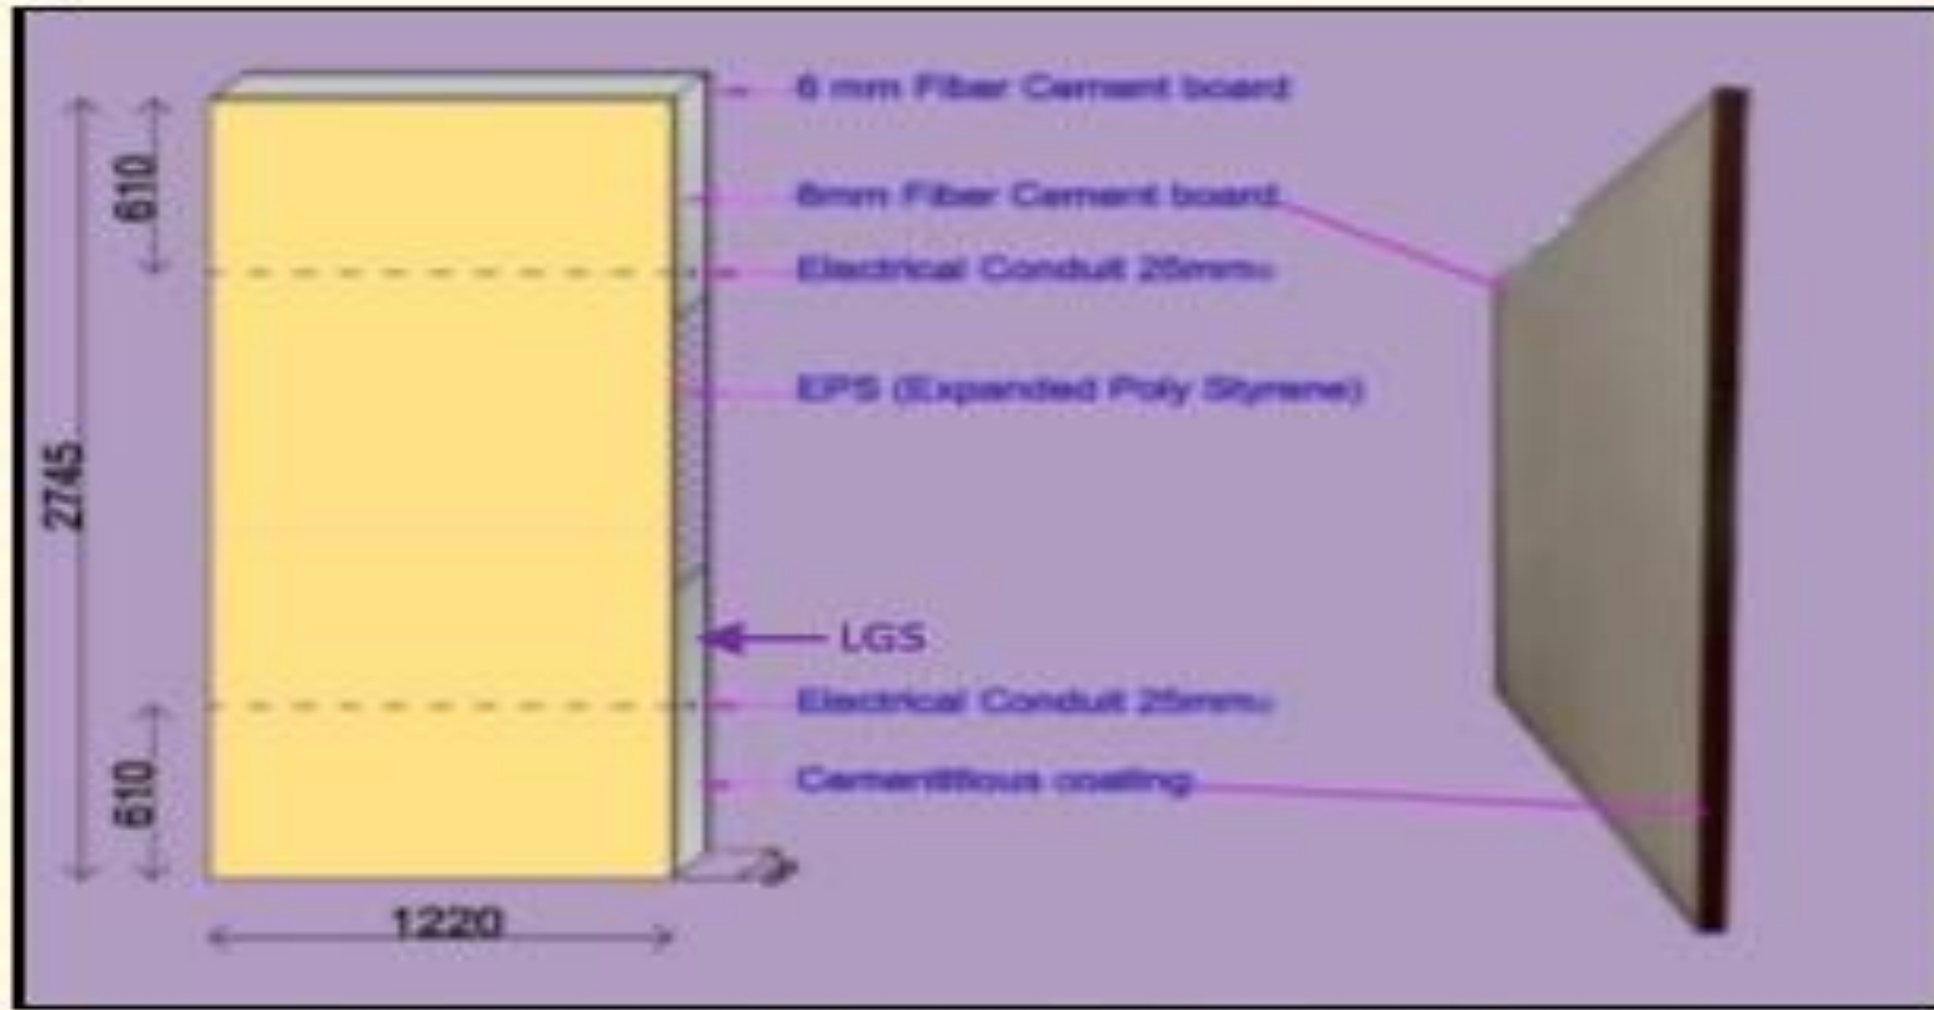 6 mm Fiber Cement board
610
6mm Fiber Cement board
Electrical Conduit 25mm
EPS (Expanded Poly Styrene)
2745
LGS
Electrical Conduit 25mm
610
Cementitious coating
1220